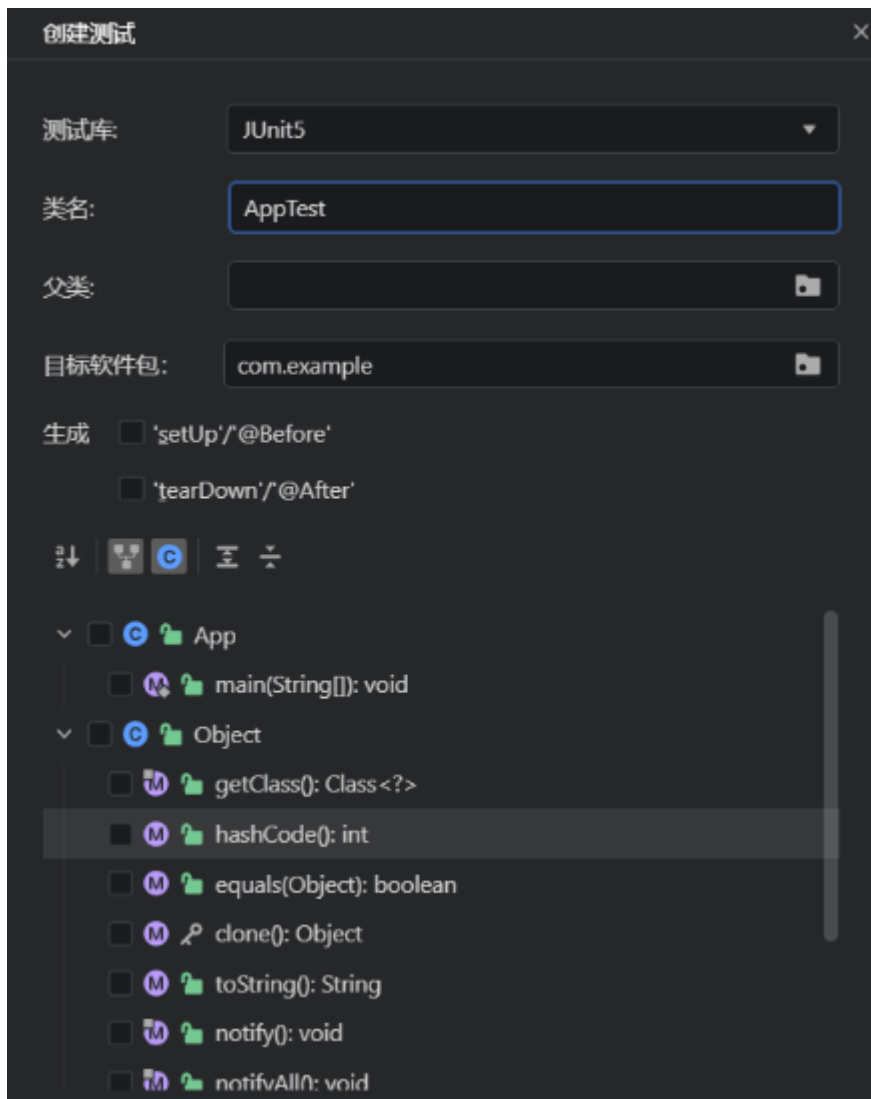 创建测试
测试库: JUnit5
类名: AppTest
父类:
目标软件包: com.example
生成 'setUp'/'@Before'
'tearDown'/'@After'
App
main(String[]): void
Object
getClass(): Class<?>
hashCode(): int
equals(Object): boolean
clone(): Object
toString(): String
notify(): void
notifyAll(): void